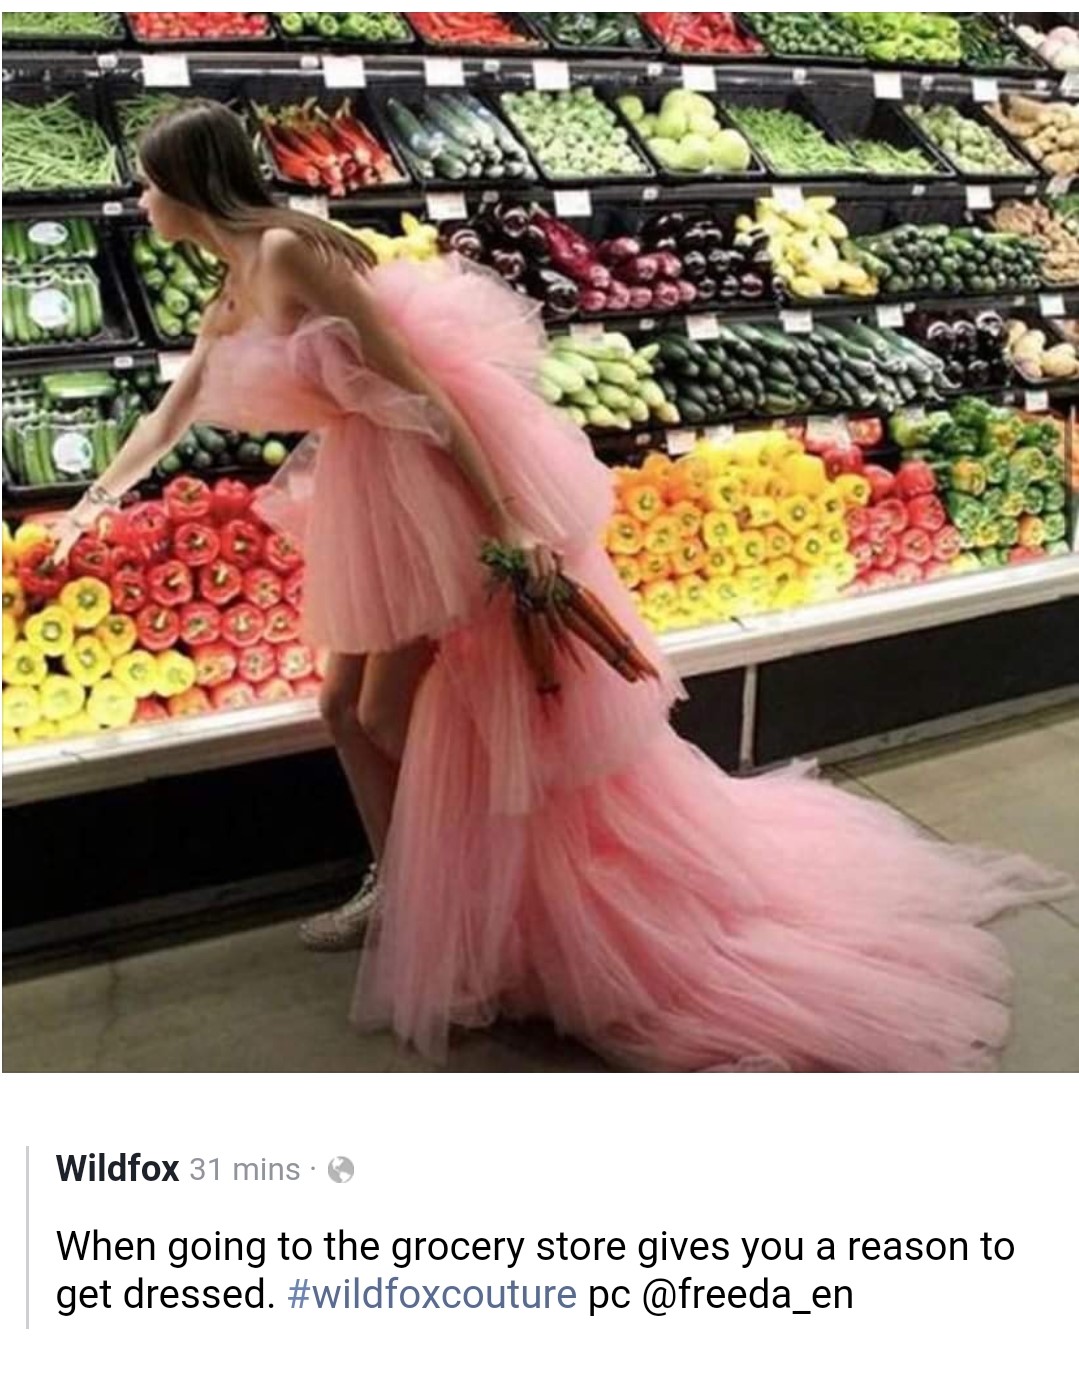 Wildfox 31 mins ·
When going to the grocery store gives you a reason to
get dressed. #wildfoxcouture pc @freeda_en